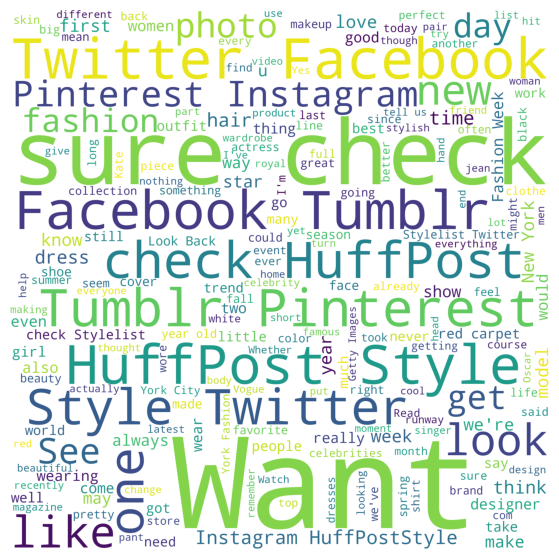 skin different back use perfect list hit
big makeup today pair try another
mean first women photo love good though
day
Twitter Facebook
every video Yes
u find friend woman
Pinterest Instagram new time work
fashion hair part product tell us black
thing last since often
outfit line best stylish Fashion Week
sure check
give long Kate wardrobe actress better hand jean
way royal full clothe
piece I've great
nothing star I'm going end men
collection something go lot
Facebook Tumblr
many could yet season might
know still Look Back event turn Stylelist Twitter everything
dress ever New York
check HuffPost
shoe trend home face already feel would
help summer seem cover celebrity show
making everyone fall two
Tumblr Pinterest
even check Stylelist year old white short famous Getty Images never red carpet
girl thought wore little color took head getting course model
also Whether year much Oscar
beauty actually body
HuffPost Style
York City Vogue put right cool Read life said
world made favorite moment runway
Style Twitter get we're
red latest York Fashion really week singer
always wear people celebrities month say
See beautiful look
recently come change Watch sure design
well may remember top dresses looking spring brand think
magazine got we've shirt designer com
one Want
like pretty store take
pant need Instagram HuffPostStyle make